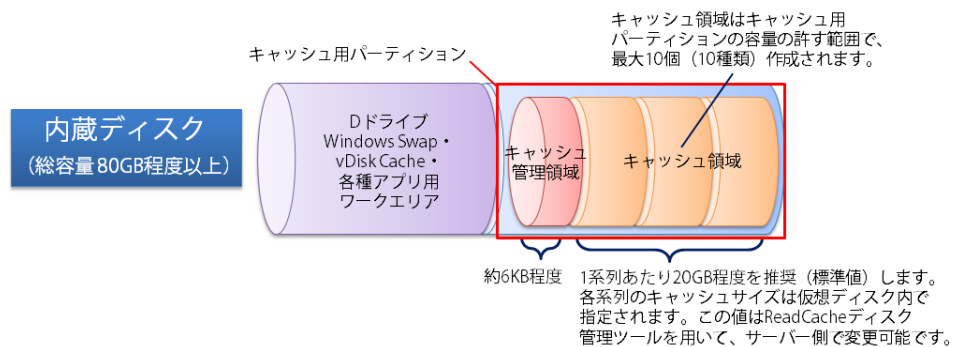 キャッシュ領域はキャッシュ用
パーティションの容量の許す範囲で、
最大10個（10種類）作成されます。
キャッシュ用パーティション
内蔵ディスク
（総容量 80GB程度以上）
Dドライブ
Windows Swap・
vDisk Cache・
各種アプリ用
ワークエリア
キャッシュ
管理領域
キャッシュ領域
約6KB程度
1系列あたり20GB程度を推奨（標準値）します。
各系列のキャッシュサイズは仮想ディスク内で
指定されます。この値はReadCacheディスク
管理ツールを用いて、サーバー側で変更可能です。